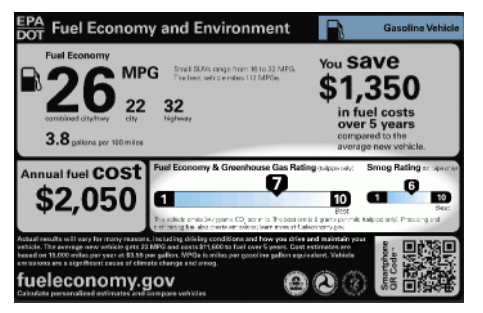 EPA
DOT
Fuel Economy and Environment
Gasoline Vehicle
Fuel Economy
26 MPG
Small SUVs range from 16 to 32 MPG.
The best vehicle rates 112 MPGe.
22 32
combined city/hwy city highway
3.8 gallons per 100 miles
You save
$1,350
in fuel costs
over 5 years
compared to the
average new vehicle.
Annual fuel cost
$2,050
Fuel Economy & Greenhouse Gas Rating (tailpipe only)
7
1 10
Best
Smog Rating (tailpipe only)
6
1 10
Best
This vehicle emits 347 grams CO2 per mile. The best emits 0 grams per mile (tailpipe only). Producing and
distributing fuel also create emissions; learn more at fueleconomy.gov.
Actual results will vary for many reasons, including driving conditions and how you drive and maintain your
vehicle. The average new vehicle gets 22 MPG and costs $11,600 to fuel over 5 years. Cost estimates are
based on 15,000 miles per year at $3.55 per gallon. MPGe is miles per gasoline gallon equivalent. Vehicle
emissions are a significant cause of climate change and smog.
fueleconomy.gov
Calculate personalized estimates and compare vehicles
Smartphone
QR Code™